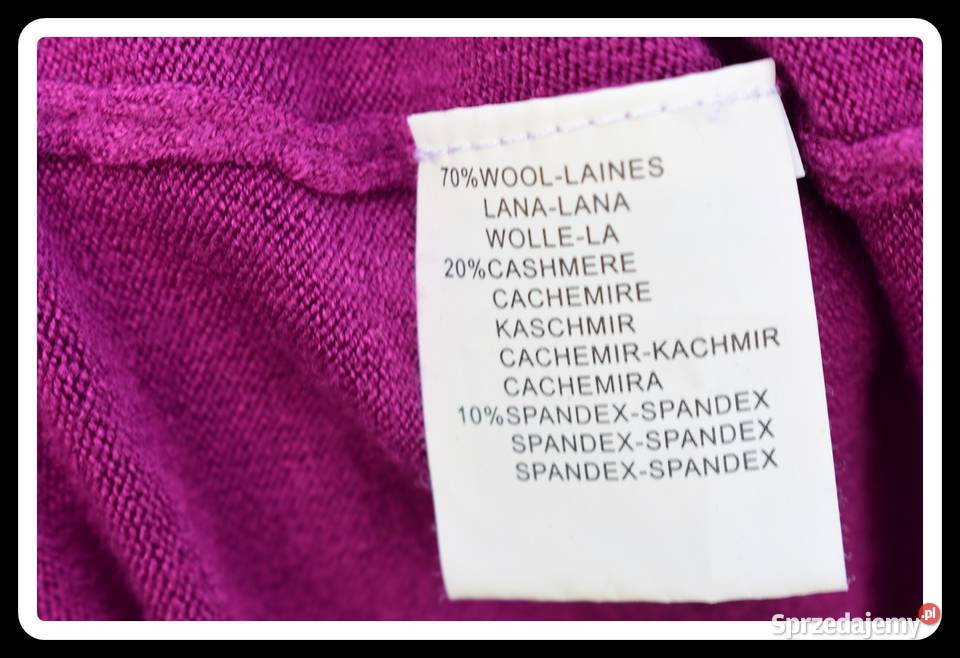 70%WOOL-LAINES
LANA-LANA
WOLLE-LA
20%CASHMERE
CACHEMIRE
KASCHMIR
CACHEMIR-KACHMIR
CACHEMIRA
10%SPANDEX-SPANDEX
SPANDEX-SPANDEX
SPANDEX-SPANDEX
Sprzedajemy.pl